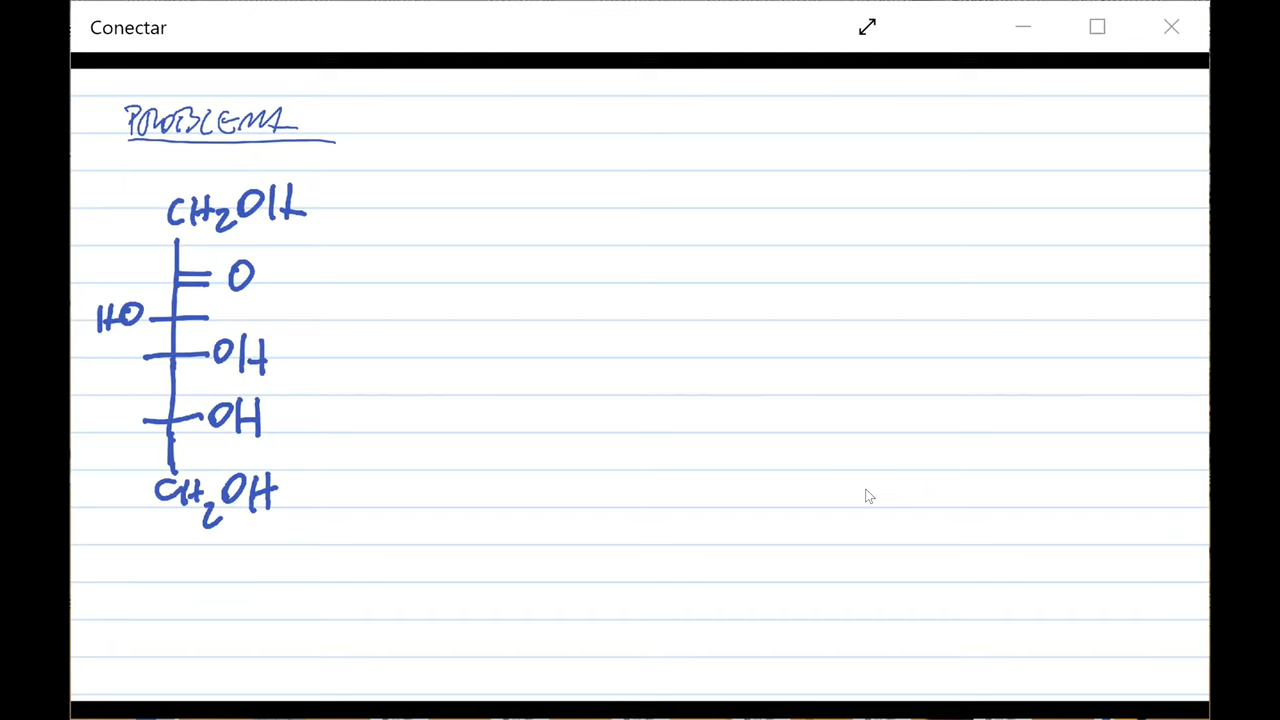 Conectar
PROBLEMA
CH2OH
O
HO
OH
OH
CH2OH